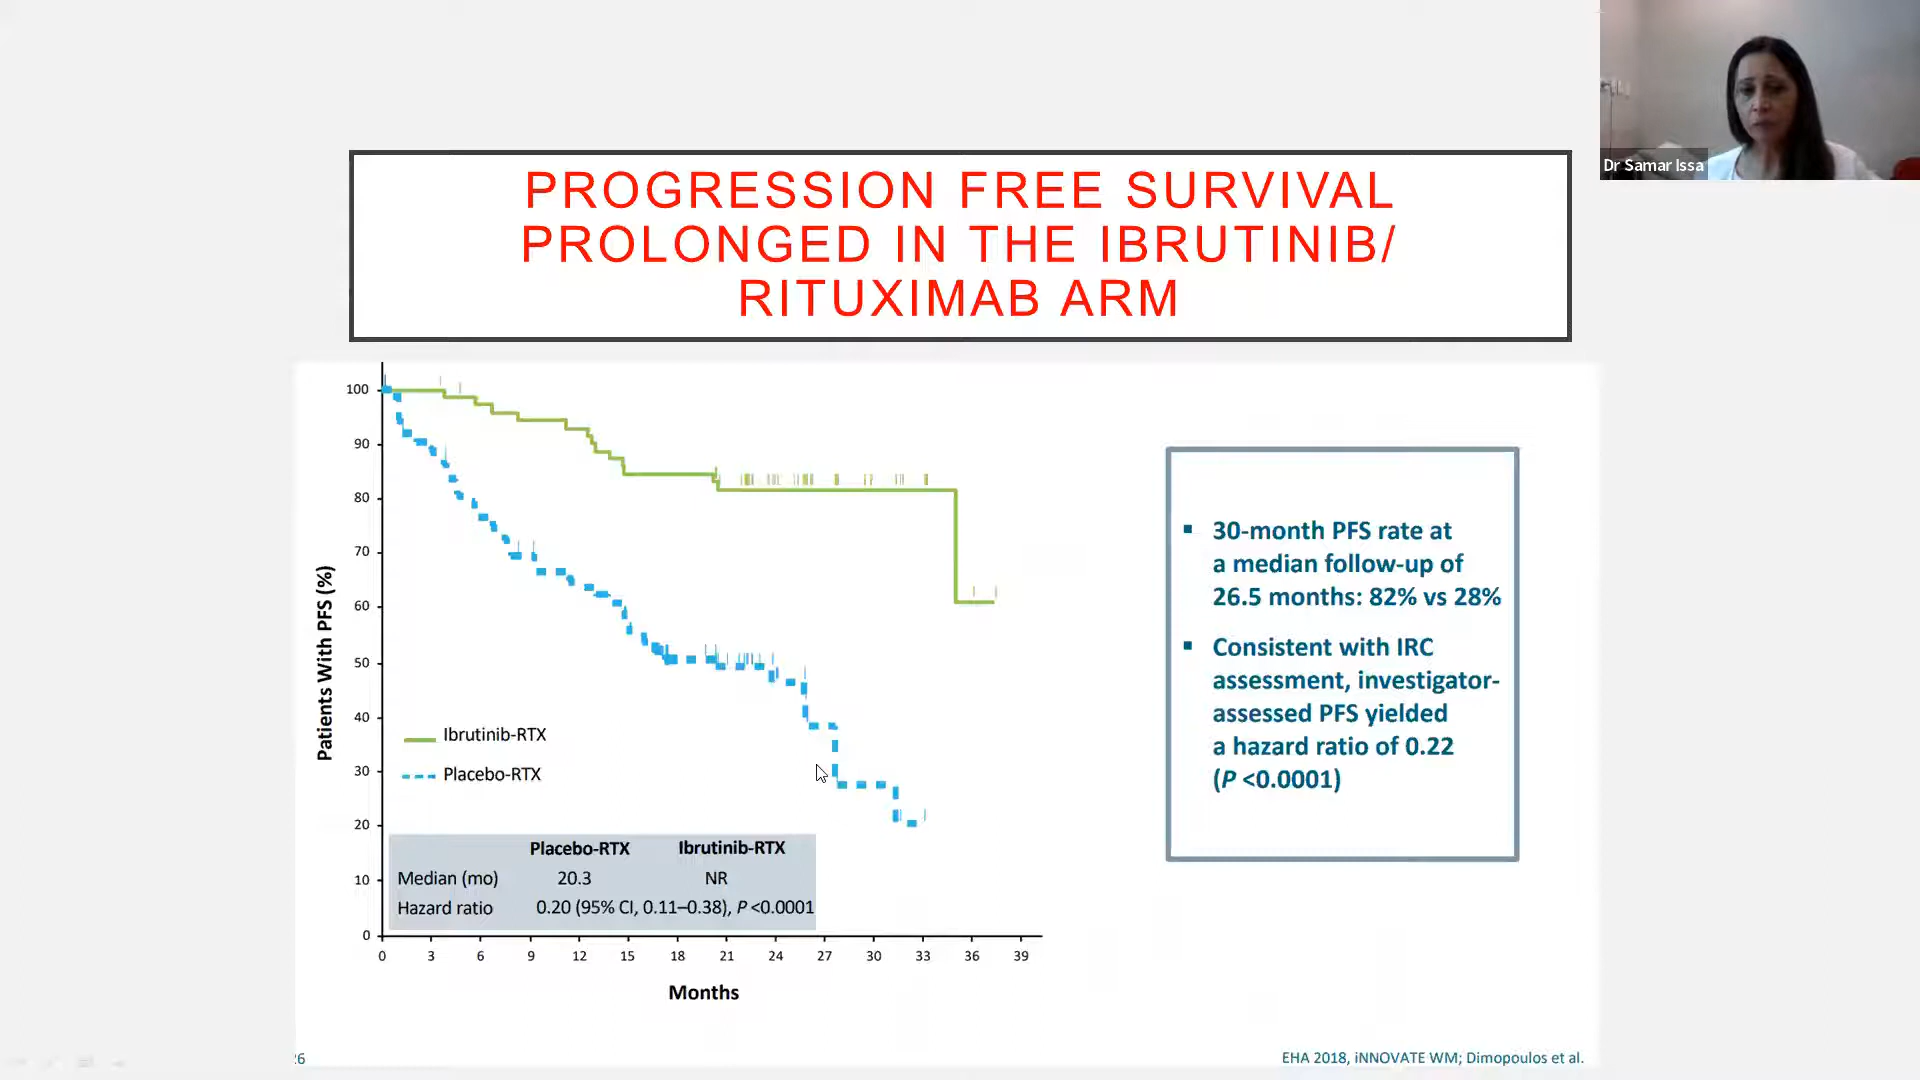 Dr Samar Issa
PROGRESSION FREE SURVIVAL
PROLONGED IN THE IBRUTINIB/
RITUXIMAB ARM
Patients With PFS (%)
100
90
80
70
60
50
40
30
20
10
0
Ibrutinib-RTX
Placebo-RTX
Placebo-RTX Ibrutinib-RTX
Median (mo) 20.3 NR
Hazard ratio 0.20 (95% CI, 0.11–0.38), P <0.0001
0 3 6 9 12 15 18 21 24 27 30 33 36 39
Months
▪ 30-month PFS rate at
a median follow-up of
26.5 months: 82% vs 28%
▪ Consistent with IRC
assessment, investigator-
assessed PFS yielded
a hazard ratio of 0.22
(P <0.0001)
EHA 2018, iNNOVATE WM; Dimopoulos et al.